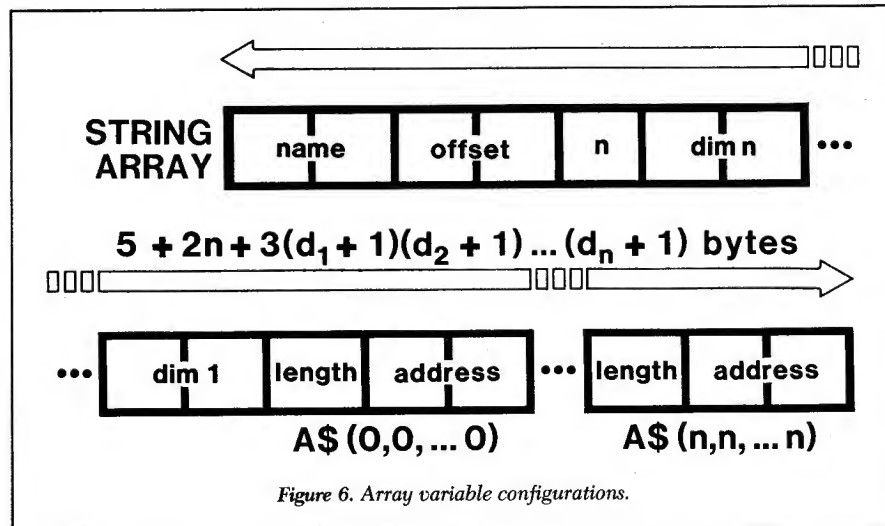 STRING
ARRAY
name offset n dim n •••
5 + 2n + 3(d₁ + 1)(d₂ + 1) ... (dₙ + 1) bytes
••• dim 1 length address ••• length address
A$ (0,0, ... 0) A$ (n,n, ... n)
Figure 6. Array variable configurations.